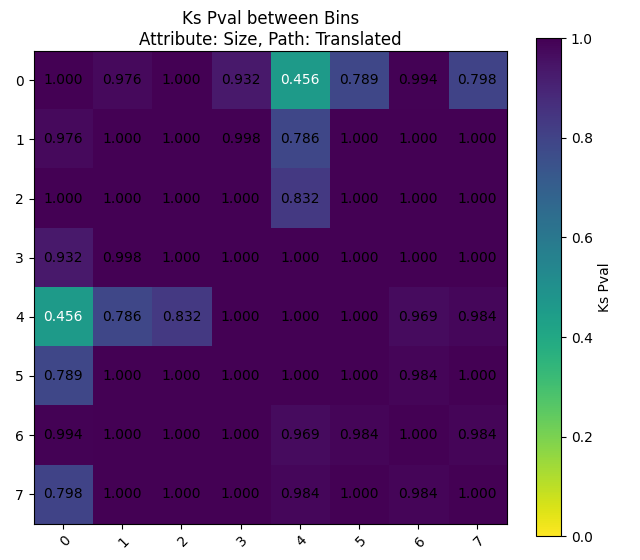 Ks Pval between Bins
Attribute: Size, Path: Translated
0 1.000 0.976 1.000 0.932 0.456 0.789 0.994 0.798
1 0.976 1.000 1.000 0.998 0.786 1.000 1.000 1.000
2 1.000 1.000 1.000 1.000 0.832 1.000 1.000 1.000
3 0.932 0.998 1.000 1.000 1.000 1.000 1.000 1.000
4 0.456 0.786 0.832 1.000 1.000 1.000 0.969 0.984
5 0.789 1.000 1.000 1.000 1.000 1.000 0.984 1.000
6 0.994 1.000 1.000 1.000 0.969 0.984 1.000 0.984
7 0.798 1.000 1.000 1.000 0.984 1.000 0.984 1.000
0 1 2 3 4 5 6 7
1.0
0.8
0.6
0.4
0.2
0.0
Ks Pval